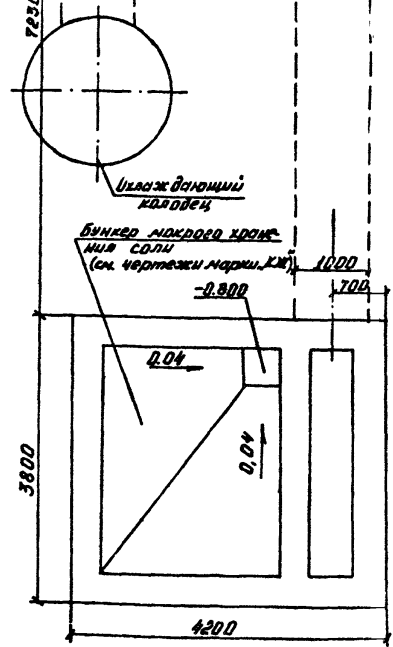 7230
Охлаждающий
колодец
Бункер мокрого хране
ния соли
(см. чертежи марки „КЖ")
1000
700
-0.800
0.04
0,04
3800
4200